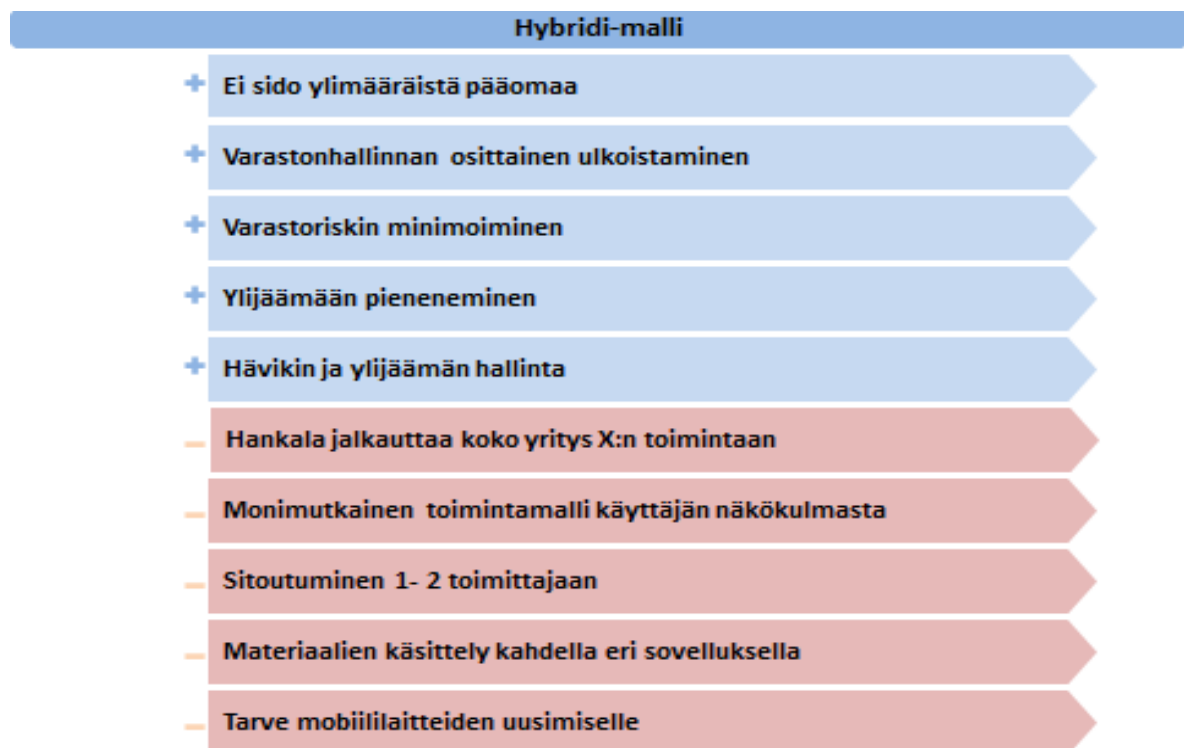 Hybridi-malli
+ Ei sido ylimääräistä pääomaa
+ Varastonhallinnan osittainen ulkoistaminen
+ Varastoriskin minimoiminen
+ Ylijäämään pieneneminen
+ Hävikin ja ylijäämän hallinta
– Hankala jalkauttaa koko yritys X:n toimintaan
– Monimutkainen toimintamalli käyttäjän näkökulmasta
– Sitoutuminen 1- 2 toimittajaan
– Materiaalien käsittely kahdella eri sovelluksella
– Tarve mobiililaitteiden uusimiselle